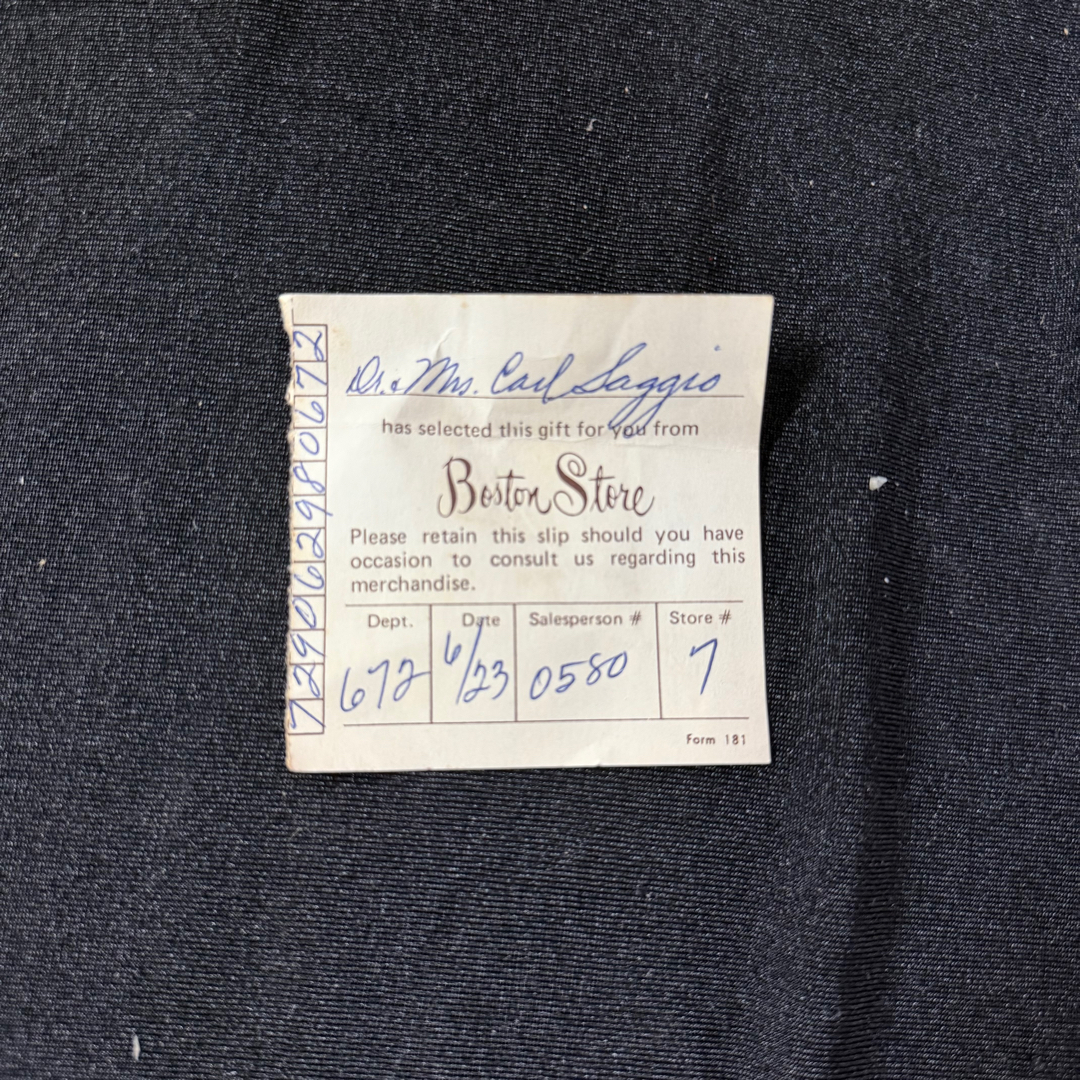 Dr. & Mrs. Carl Saggio
has selected this gift for you from
Boston Store
Please retain this slip should you have
occasion to consult us regarding this
merchandise.
Dept. Date Salesperson # Store #
672 6/23 0580 7
Form 181
729062980672